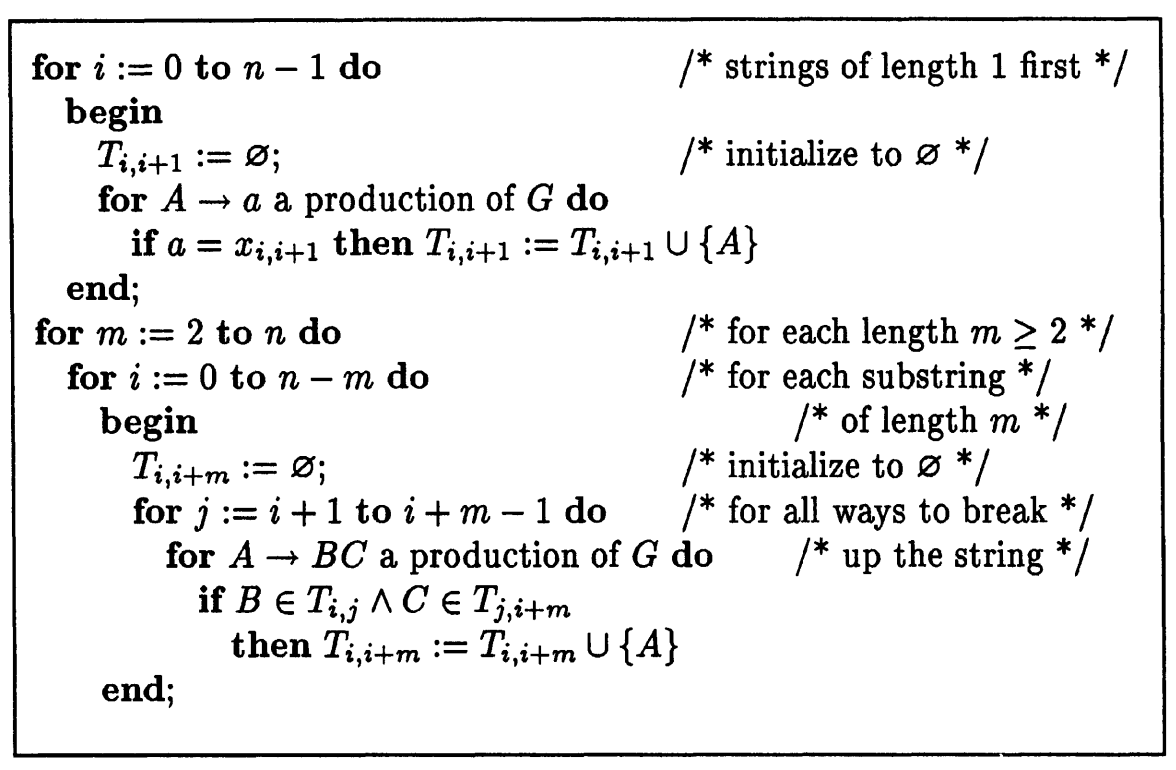 for i := 0 to n − 1 do /* strings of length 1 first */
begin
T_{i,i+1} := ∅; /* initialize to ∅ */
for A → a a production of G do
if a = x_{i,i+1} then T_{i,i+1} := T_{i,i+1} ∪ {A}
end;
for m := 2 to n do /* for each length m ≥ 2 */
for i := 0 to n − m do /* for each substring */
begin /* of length m */
T_{i,i+m} := ∅; /* initialize to ∅ */
for j := i + 1 to i + m − 1 do /* for all ways to break */
for A → BC a production of G do /* up the string */
if B ∈ T_{i,j} ∧ C ∈ T_{j,i+m}
then T_{i,i+m} := T_{i,i+m} ∪ {A}
end;